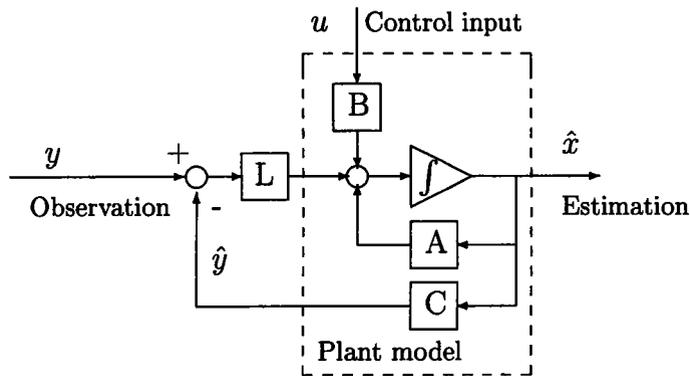 u Control input
B
y + L ∫ x̂
Observation - Estimation
ŷ A
C
Plant model